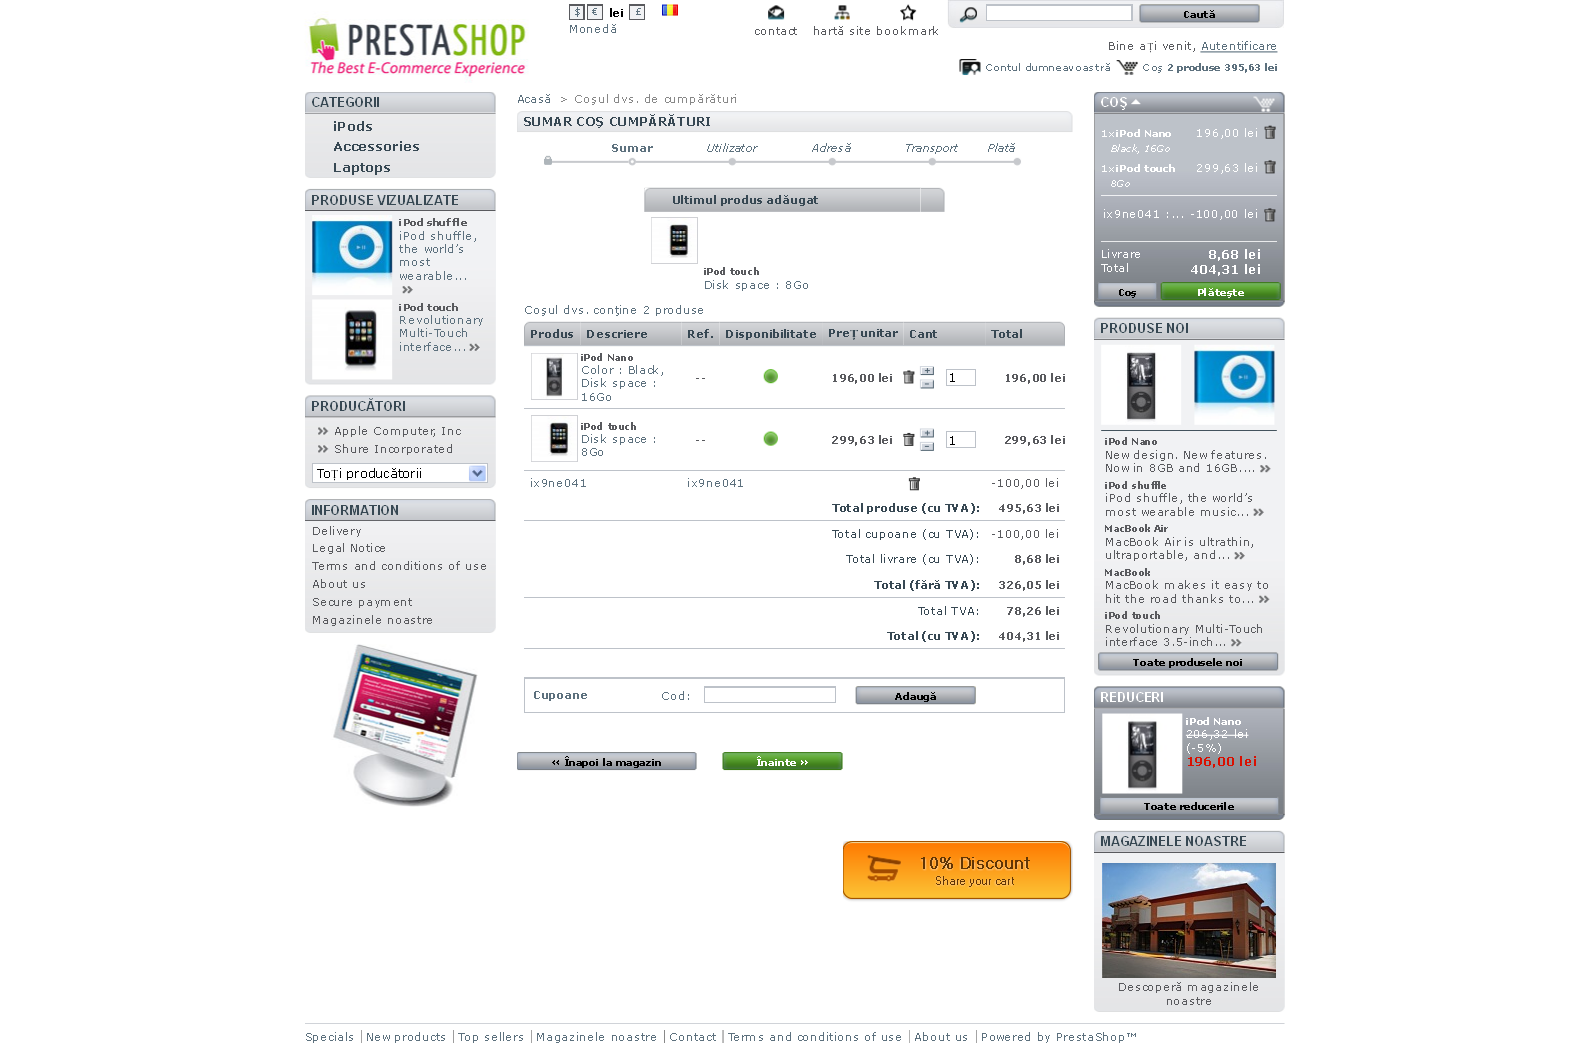 PRESTASHOP
The Best E-Commerce Experience
$ € lei £
Monedă
contact
hartă site
bookmark
Caută
Bine ați venit, Autentificare
Contul dumneavoastră
Coş 2 produse 395,63 lei
CATEGORII
iPods
Accessories
Laptops
PRODUSE VIZUALIZATE
iPod shuffle
iPod shuffle,
the world's
most
wearable...
iPod touch
Revolutionary
Multi-Touch
interface...
PRODUCĂTORI
Apple Computer, Inc
Shure Incorporated
Toți producătorii
INFORMATION
Delivery
Legal Notice
Terms and conditions of use
About us
Secure payment
Magazinele noastre
Acasă > Coşul dvs. de cumpărături
SUMAR COŞ CUMPĂRĂTURI
Sumar Utilizator Adresă Transport Plată
Ultimul produs adăugat
iPod touch
Disk space : 8Go
Coşul dvs. conţine 2 produse
Produs Descriere Ref. Disponibilitate Preț unitar Cant Total
iPod Nano
Color : Black,
Disk space :
16Go
-- 196,00 lei 1 196,00 lei
iPod touch
Disk space :
8Go
-- 299,63 lei 1 299,63 lei
ix9ne041 ix9ne041 -100,00 lei
Total produse (cu TVA): 495,63 lei
Total cupoane (cu TVA): -100,00 lei
Total livrare (cu TVA): 8,68 lei
Total (fără TVA): 326,05 lei
Total TVA: 78,26 lei
Total (cu TVA): 404,31 lei
Cupoane Cod: Adaugă
‹‹ Înapoi la magazin
Înainte ››
10% Discount
Share your cart
COŞ
1x iPod Nano 196,00 lei
Black, 16Go
1x iPod touch 299,63 lei
8Go
ix9ne041 :... -100,00 lei
Livrare 8,68 lei
Total 404,31 lei
Coş Plăteşte
PRODUSE NOI
iPod Nano
New design. New features.
Now in 8GB and 16GB....
iPod shuffle
iPod shuffle, the world's
most wearable music...
MacBook Air
MacBook Air is ultrathin,
ultraportable, and...
MacBook
MacBook makes it easy to
hit the road thanks to...
iPod touch
Revolutionary Multi-Touch
interface 3.5-inch...
Toate produsele noi
REDUCERI
iPod Nano
206,32 lei
(-5%)
196,00 lei
Toate reducerile
MAGAZINELE NOASTRE
Descoperă magazinele
noastre
Specials | New products | Top sellers | Magazinele noastre | Contact | Terms and conditions of use | About us | Powered by PrestaShop™